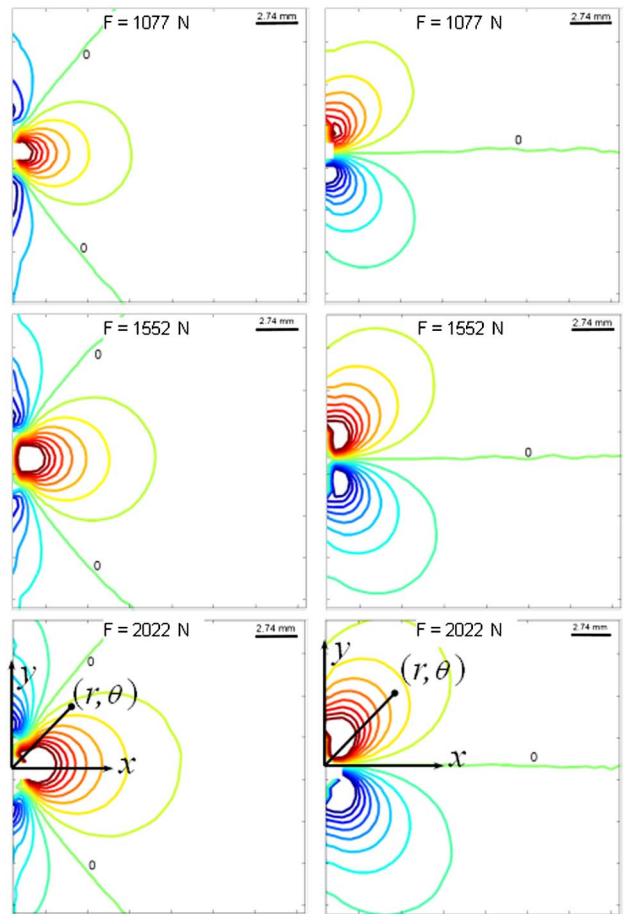 F = 1077 N
2.74 mm
0
0
F = 1077 N
2.74 mm
0
F = 1552 N
2.74 mm
0
0
F = 1552 N
2.74 mm
0
F = 2022 N
2.74 mm
0
y
(r,θ)
x
0
F = 2022 N
2.74 mm
y
(r,θ)
0
x